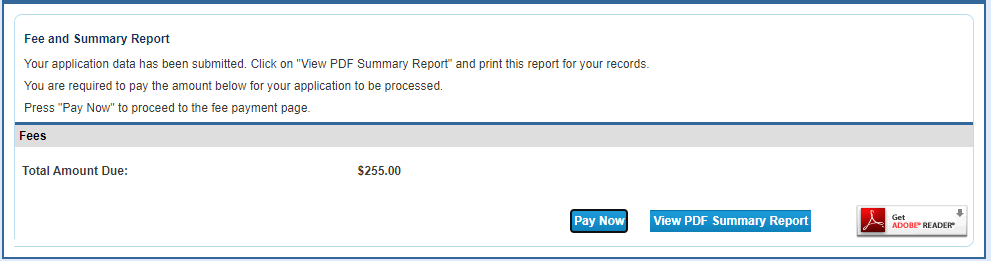 Fee and Summary Report
Your application data has been submitted. Click on "View PDF Summary Report" and print this report for your records.
You are required to pay the amount below for your application to be processed.
Press "Pay Now" to proceed to the fee payment page.
Fees
Total Amount Due: $255.00
Pay Now View PDF Summary Report Get
ADOBE® READER®